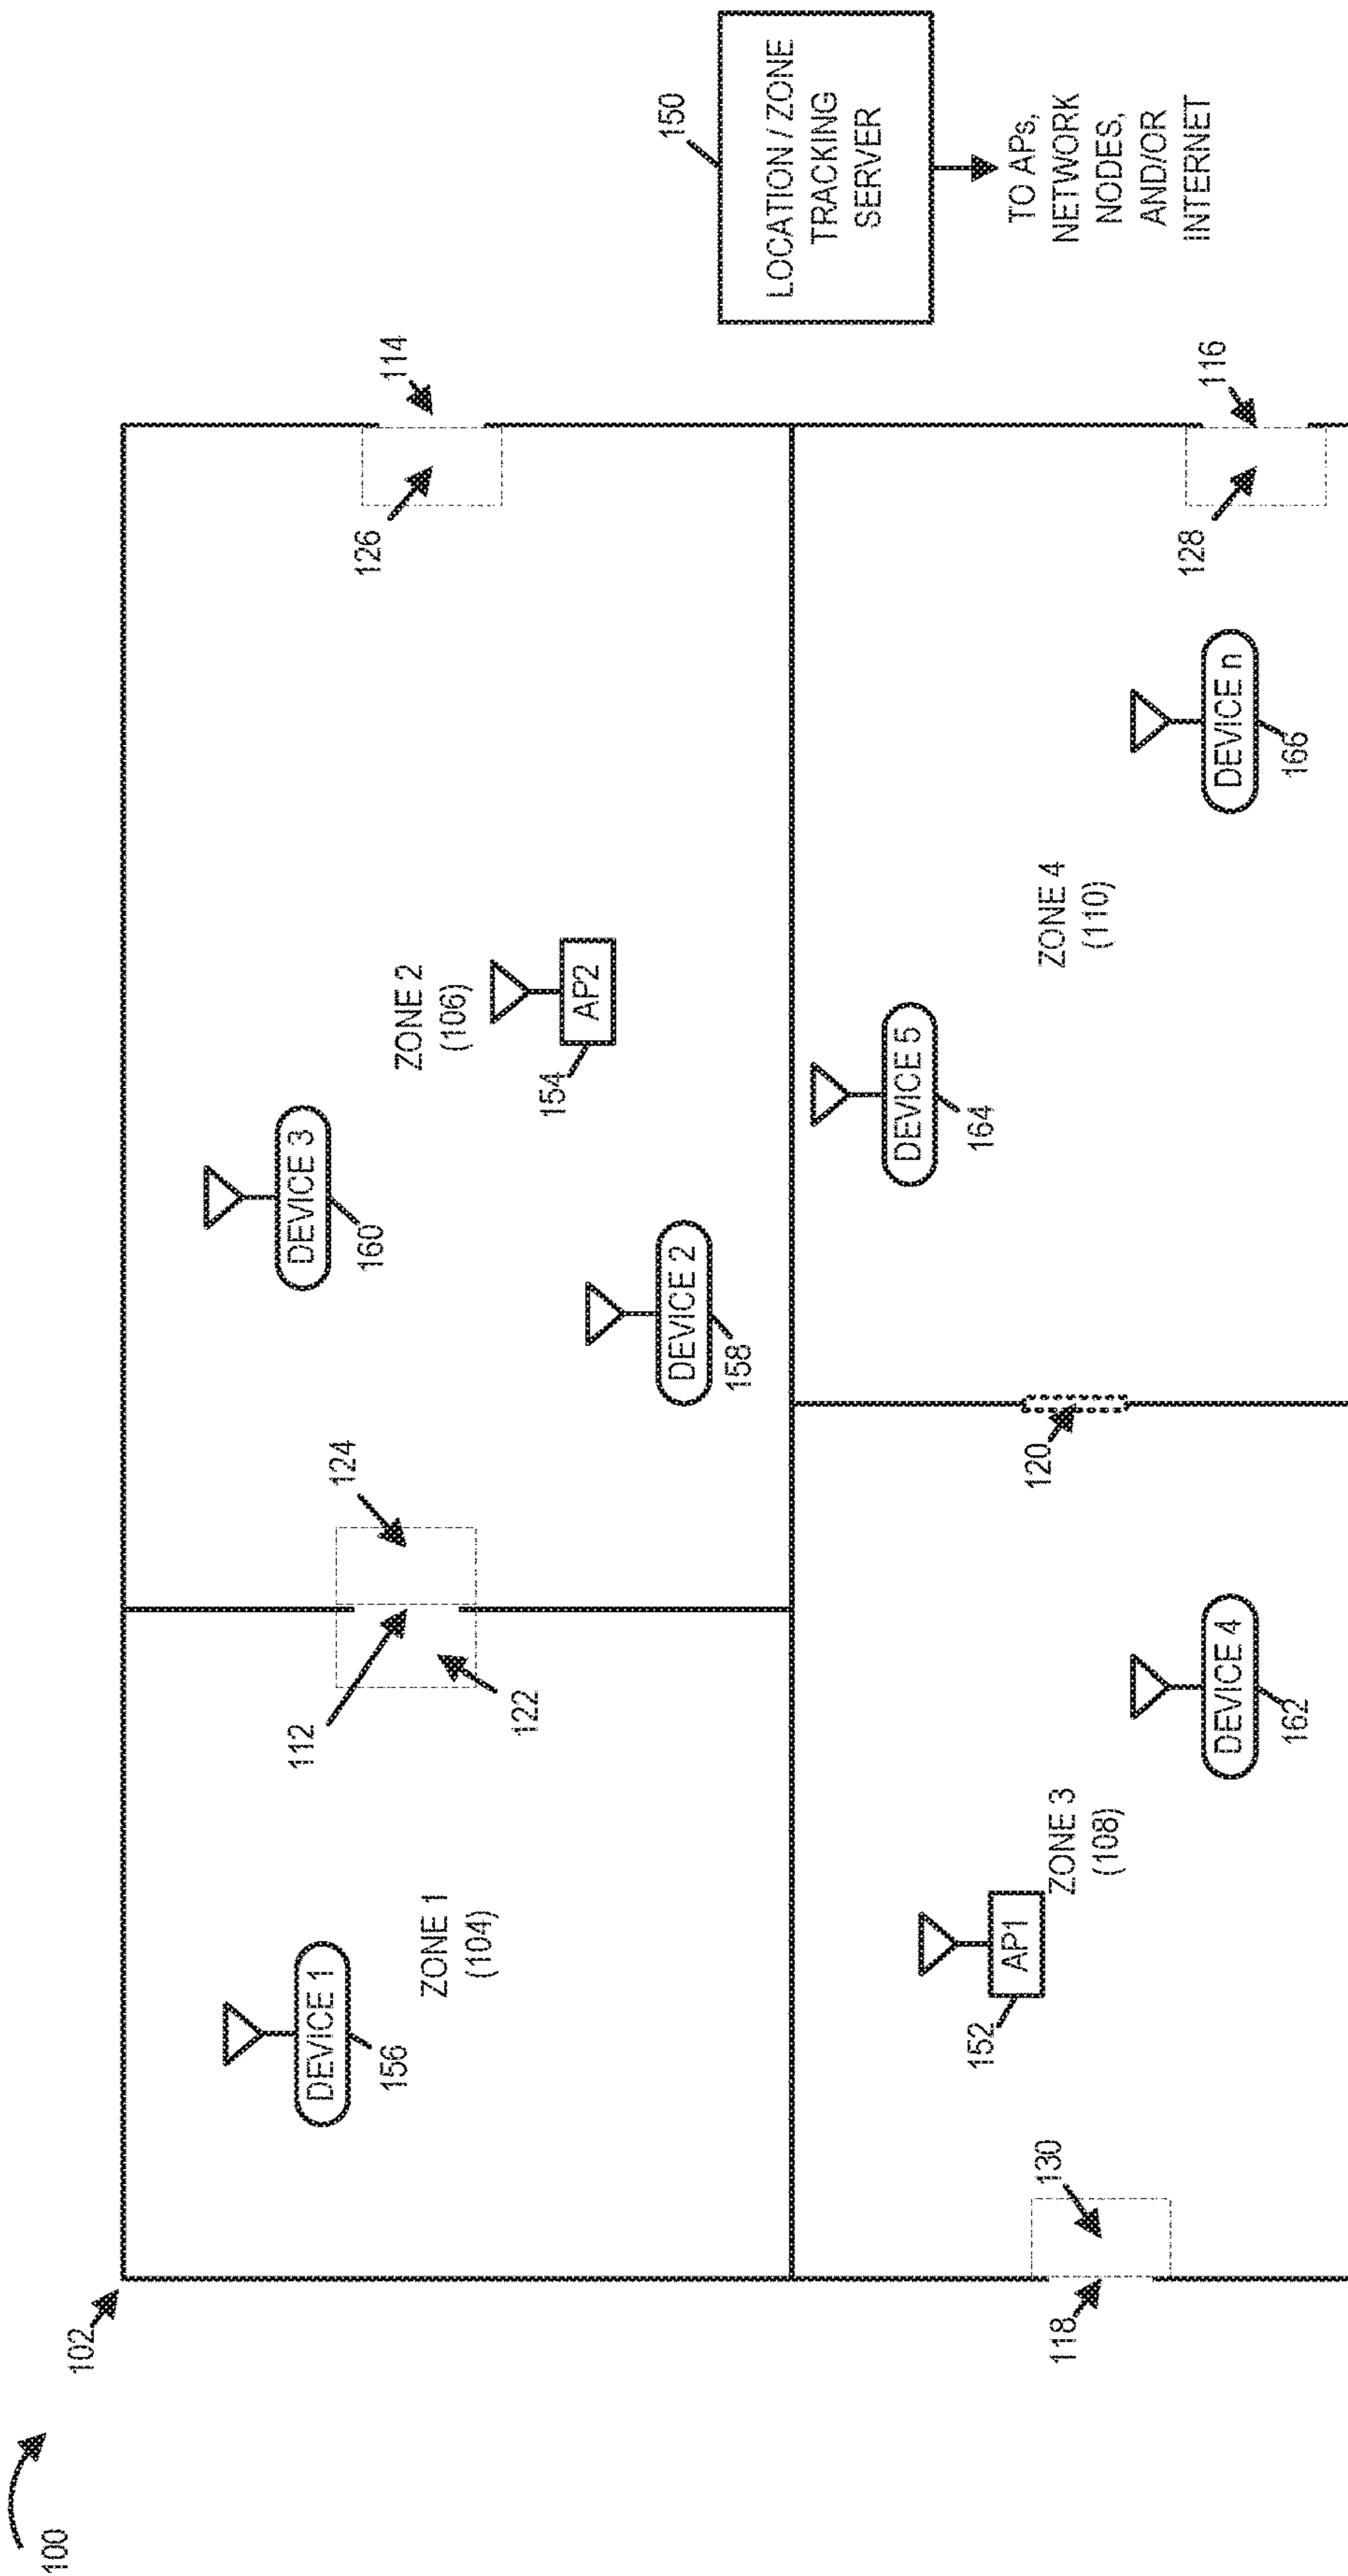 100
102
DEVICE 1
156
ZONE 1
(104)
112
122
124
DEVICE 3
160
DEVICE 2
158
ZONE 2
(106)
AP2
154
126
114
118
130
AP1
152
ZONE 3
(108)
DEVICE 4
162
120
DEVICE 5
164
ZONE 4
(110)
DEVICE n
166
128
116
150
LOCATION / ZONE
TRACKING
SERVER
TO APs,
NETWORK
NODES,
AND/OR
INTERNET